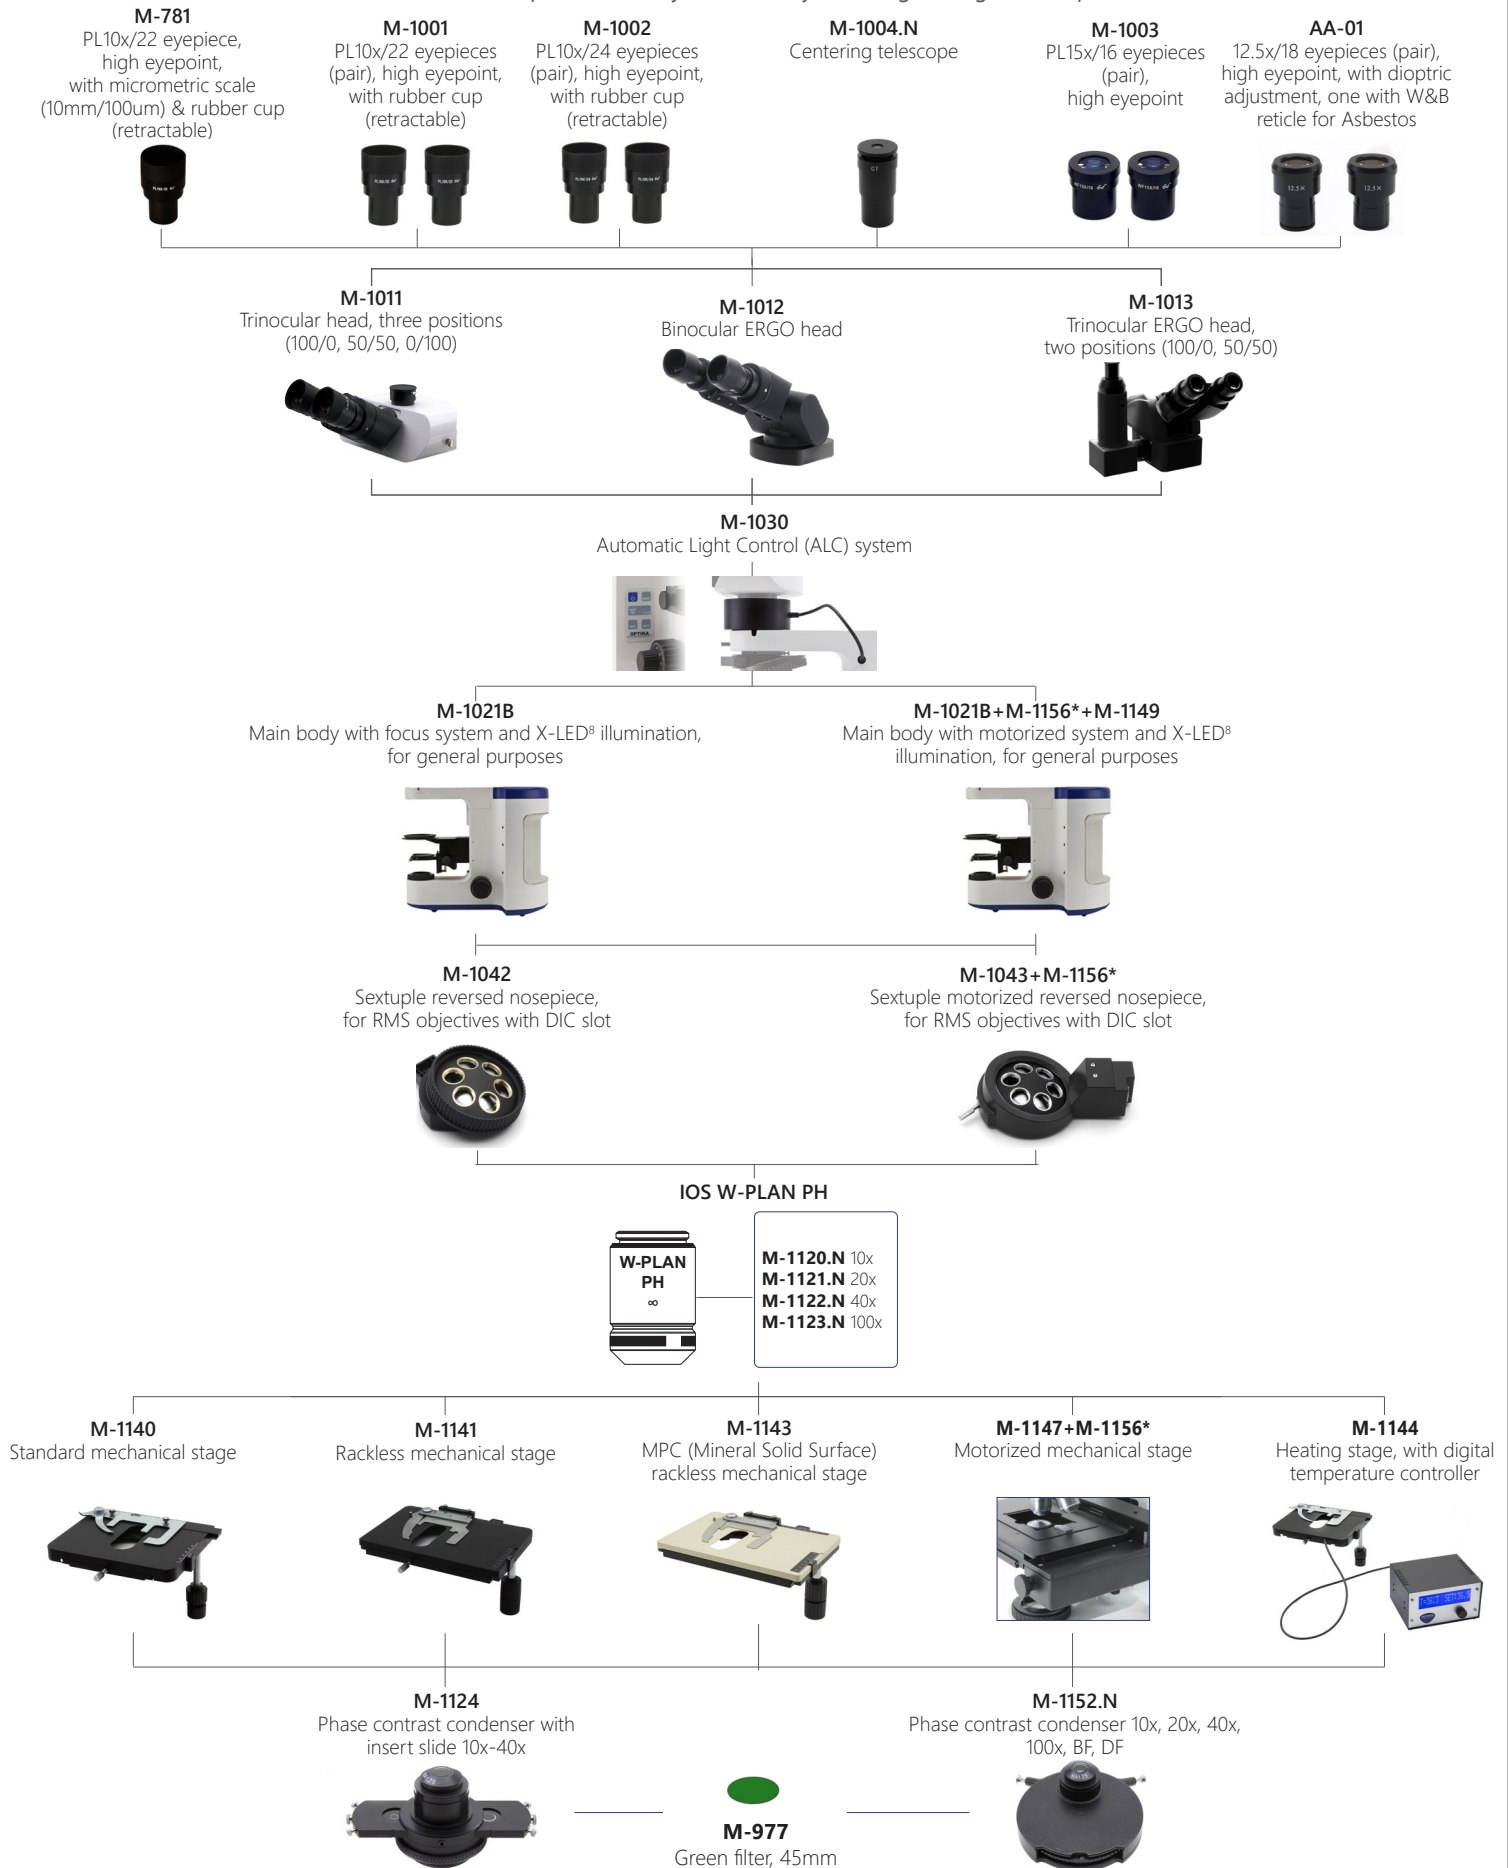 M-781
PL10x/22 eyepiece,
high eyepoint,
with micrometric scale
(10mm/100um) & rubber cup
(retractable)
M-1001
PL10x/22 eyepieces
(pair), high eyepoint,
with rubber cup
(retractable)
M-1002
PL10x/24 eyepieces
(pair), high eyepoint,
with rubber cup
(retractable)
M-1004.N
Centering telescope
M-1003
PL15x/16 eyepieces
(pair),
high eyepoint
AA-01
12.5x/18 eyepieces (pair),
high eyepoint, with dioptric
adjustment, one with W&B
reticle for Asbestos
CT
12.5X
12.5X
M-1011
Trinocular head, three positions
(100/0, 50/50, 0/100)
M-1012
Binocular ERGO head
M-1013
Trinocular ERGO head,
two positions (100/0, 50/50)
M-1030
Automatic Light Control (ALC) system
OPTIKA
M-1021B
Main body with focus system and X-LED⁸ illumination,
for general purposes
M-1021B+M-1156*+M-1149
Main body with motorized system and X-LED⁸
illumination, for general purposes
M-1042
Sextuple reversed nosepiece,
for RMS objectives with DIC slot
M-1043+M-1156*
Sextuple motorized reversed nosepiece,
for RMS objectives with DIC slot
IOS W-PLAN PH
W-PLAN
PH
∞
M-1120.N 10x
M-1121.N 20x
M-1122.N 40x
M-1123.N 100x
M-1140
Standard mechanical stage
M-1141
Rackless mechanical stage
M-1143
MPC (Mineral Solid Surface)
rackless mechanical stage
M-1147+M-1156*
Motorized mechanical stage
M-1144
Heating stage, with digital
temperature controller
M-1124
Phase contrast condenser with
insert slide 10x-40x
M-1152.N
Phase contrast condenser 10x, 20x, 40x,
100x, BF, DF
M-977
Green filter, 45mm